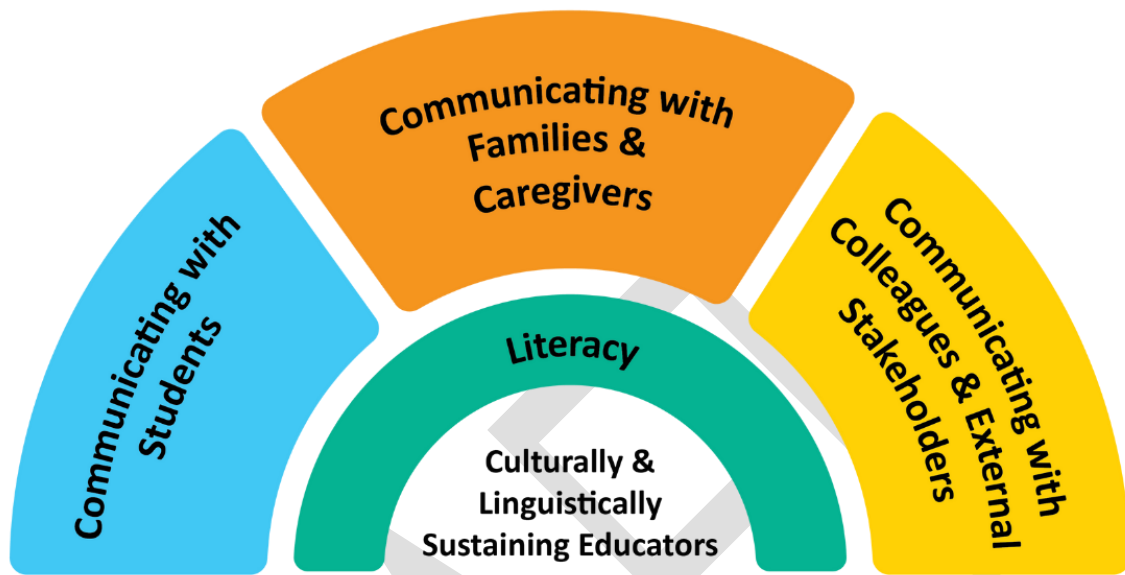 Communicating with
Students
Communicating with
Families &
Caregivers
Communicating with
Colleagues & External
Stakeholders
Literacy
Culturally &
Linguistically
Sustaining Educators